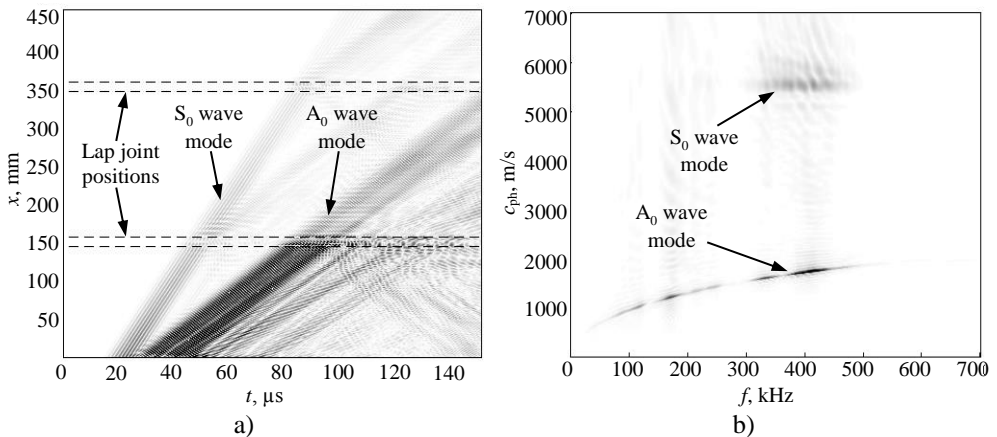 450
400
350
300
250
200
150
100
50
x, mm
S0 wave mode
A0 wave mode
Lap joint positions
0 20 40 60 80 100 120 140
t, µs
a)
7000
6000
5000
4000
3000
2000
1000
cph, m/s
S0 wave mode
A0 wave mode
0 100 200 300 400 500 600 700
f, kHz
b)